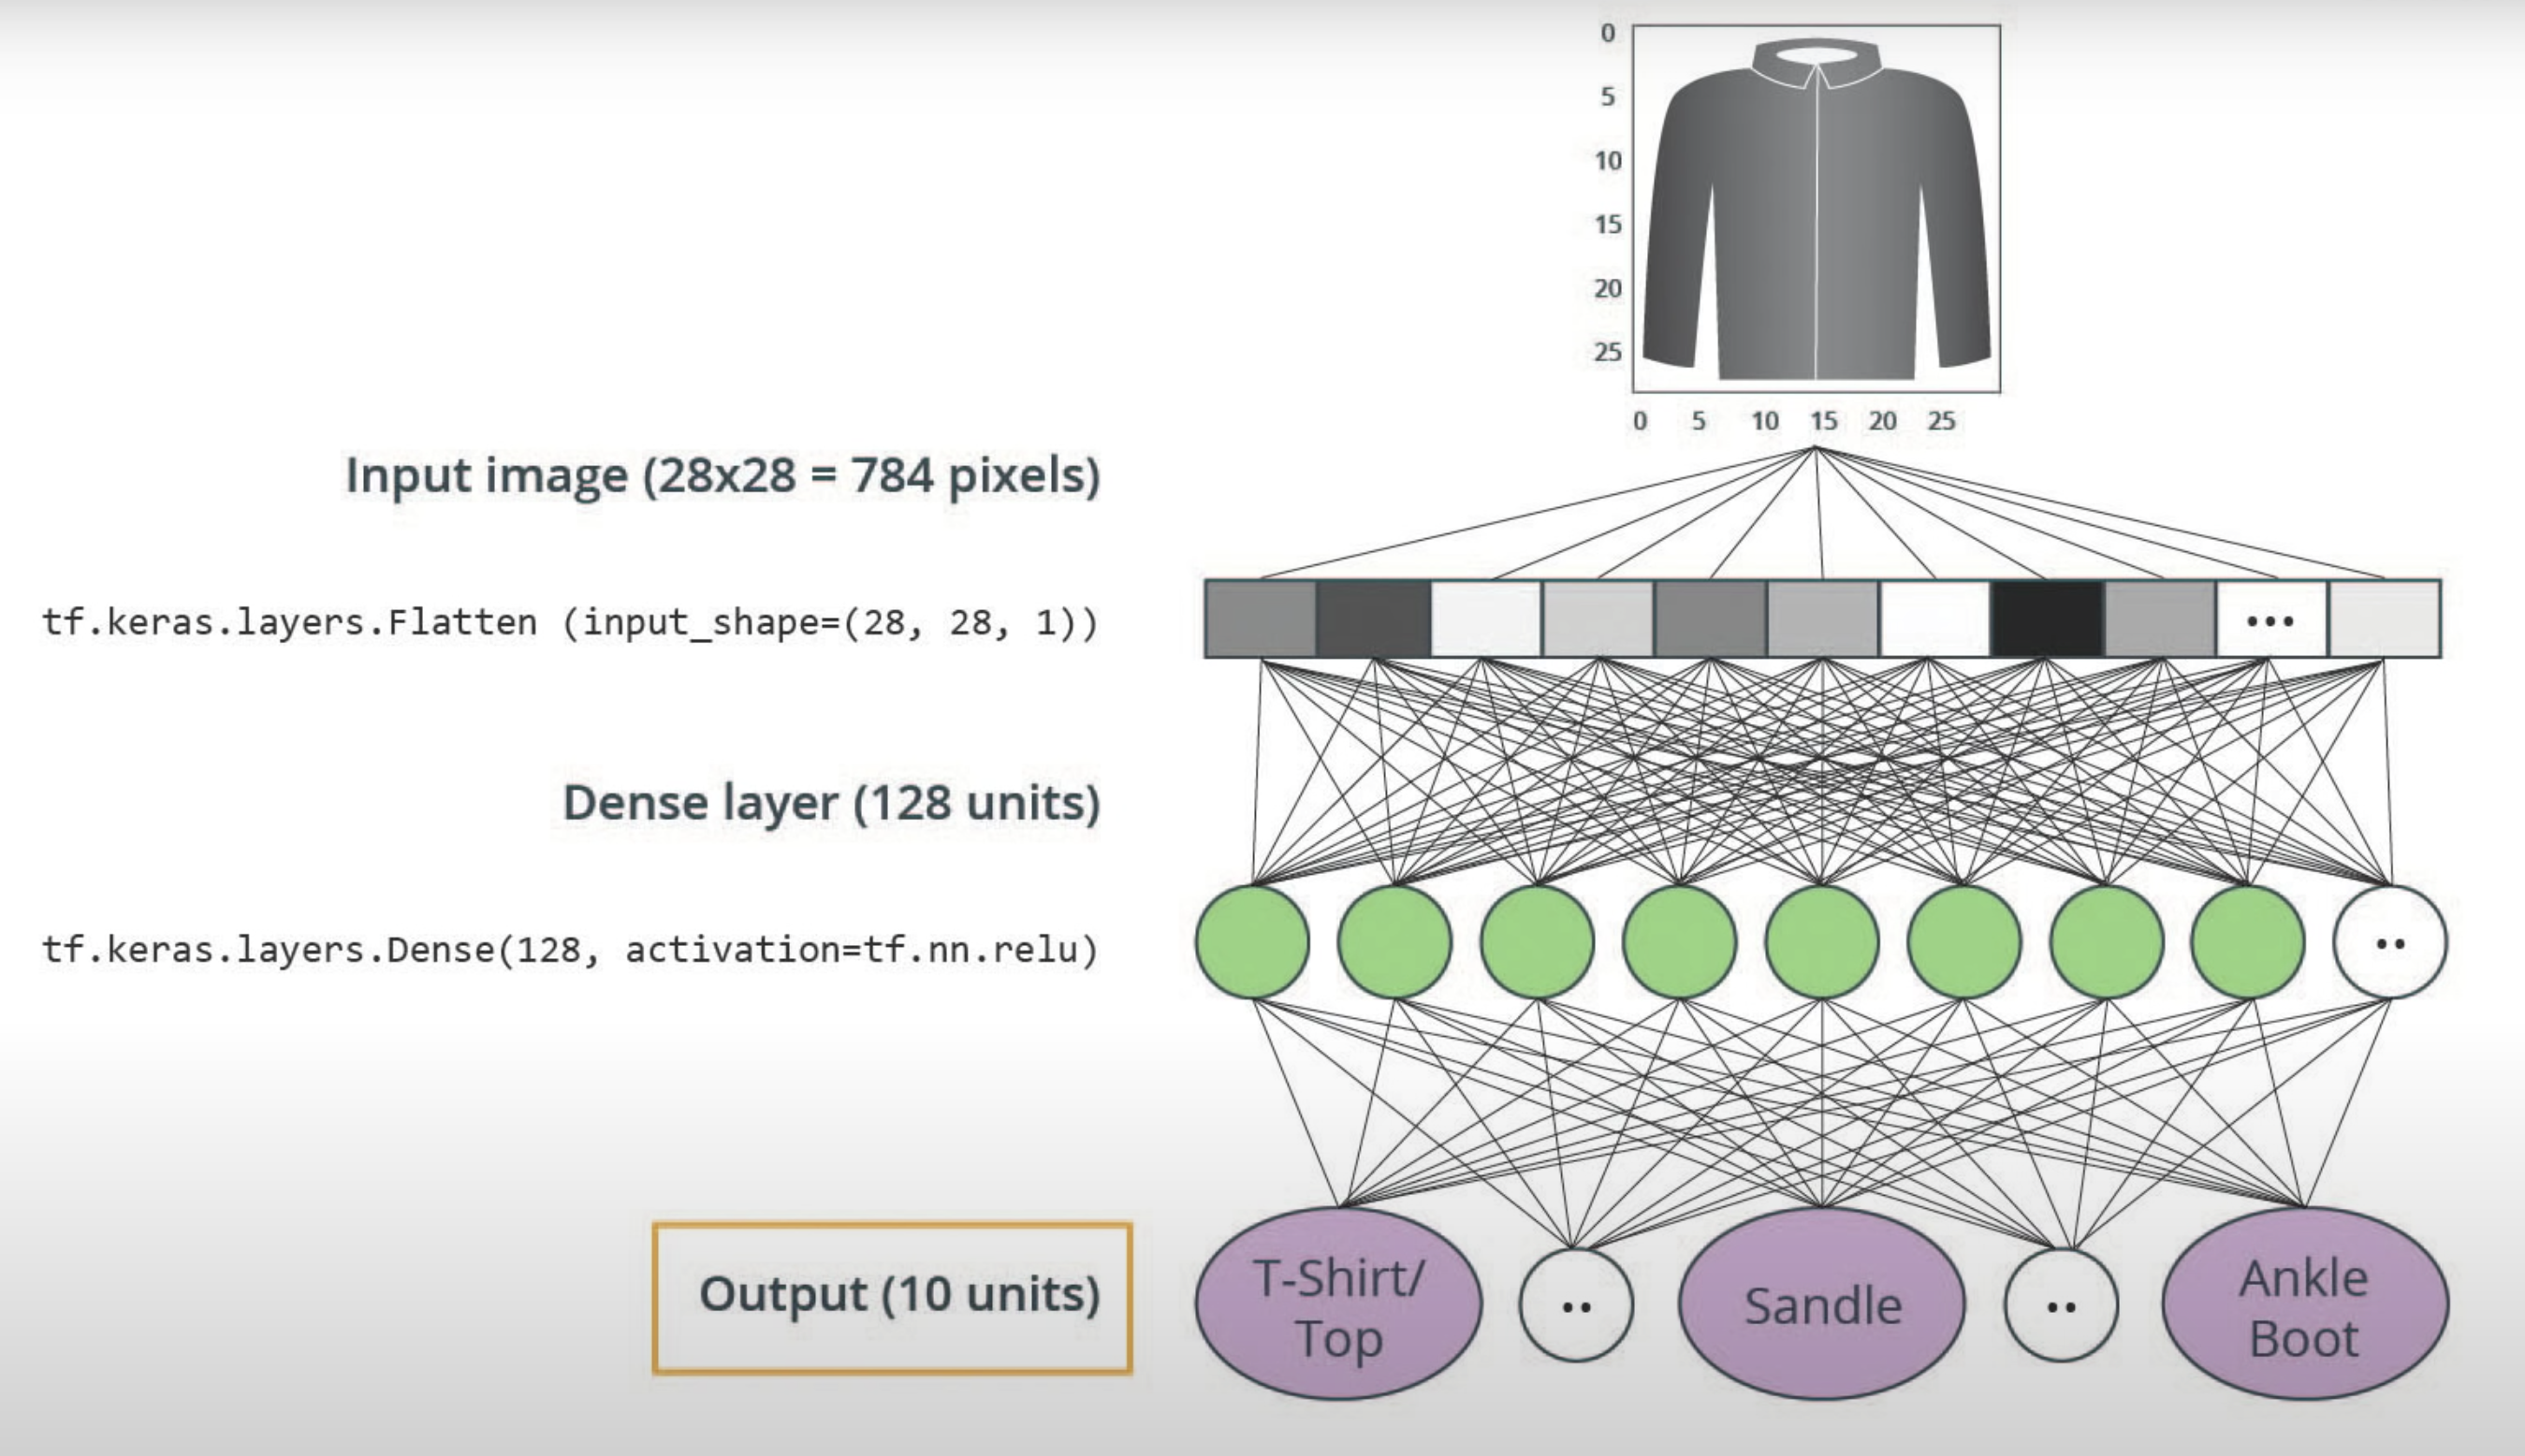 0
5
10
15
20
25
0 5 10 15 20 25
Input image (28x28 = 784 pixels)
tf.keras.layers.Flatten (input_shape=(28, 28, 1))
...
Dense layer (128 units)
tf.keras.layers.Dense(128, activation=tf.nn.relu)
..
Output (10 units)
T-Shirt/
Top
..
Sandle
..
Ankle
Boot